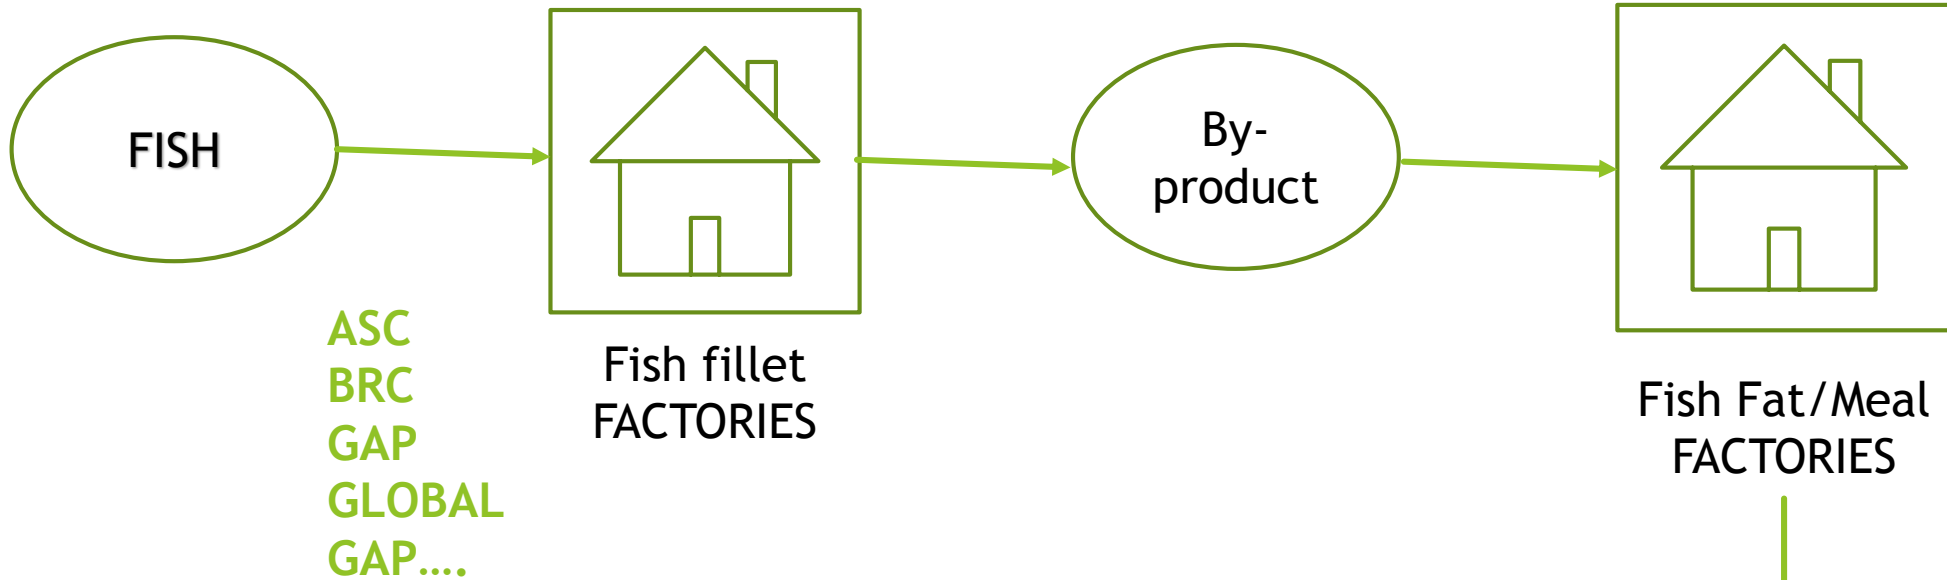 FISH
By-
product
ASC
BRC
GAP
GLOBAL
GAP....
Fish fillet
FACTORIES
Fish Fat/Meal
FACTORIES